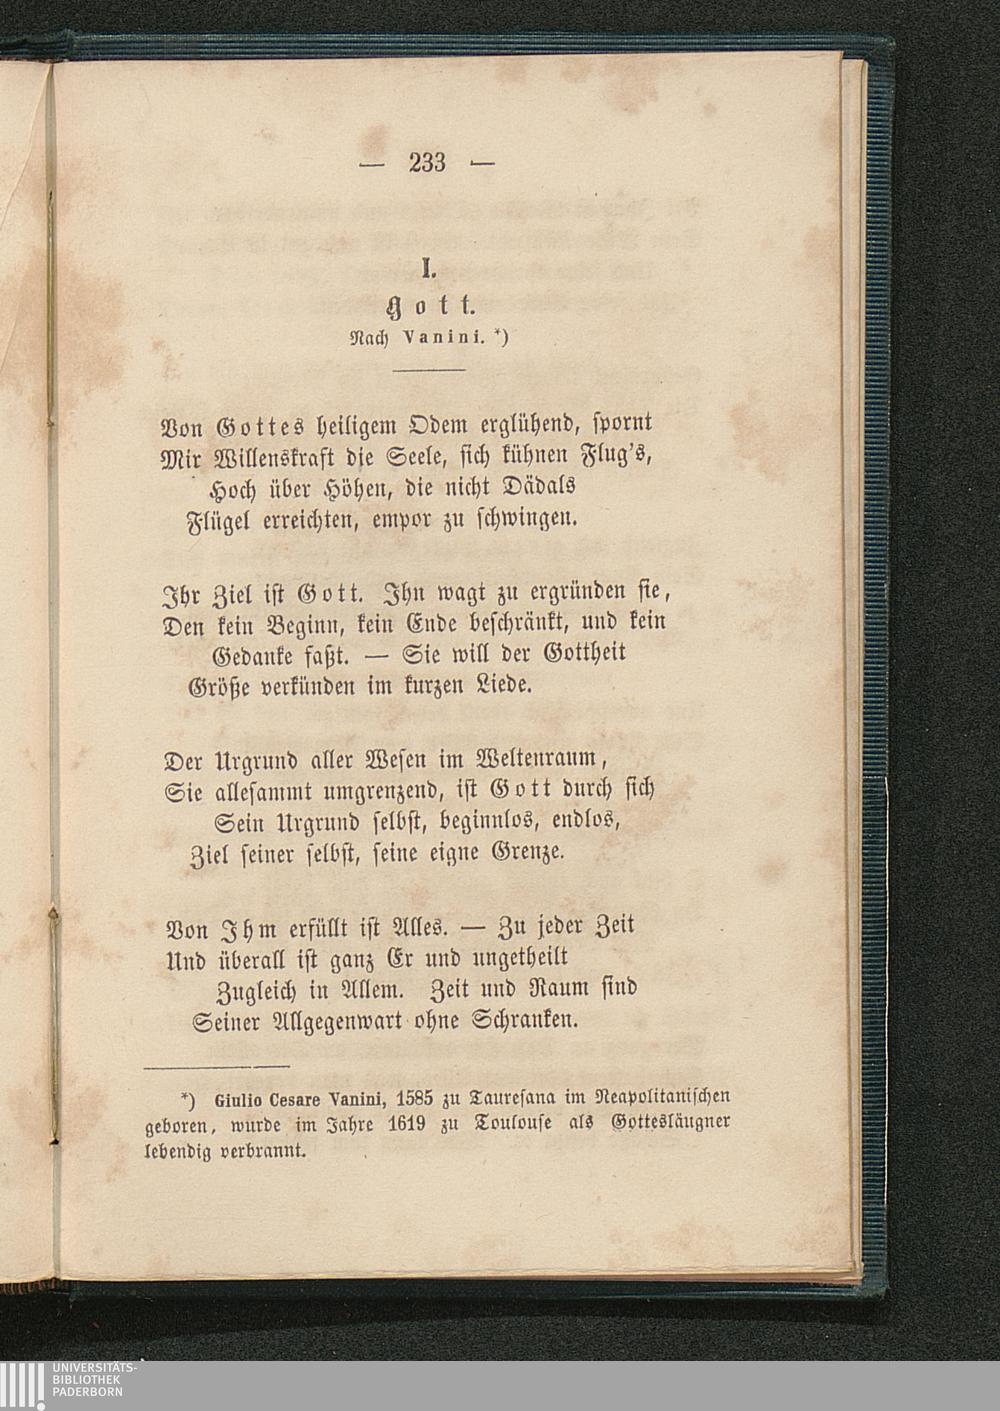 — 233 —
I.
Gott.
Nach Vanini. *)
Von Gottes heiligem Odem erglühend, spornt
Mir Willenskraft die Seele, sich kühnen Flug's,
Hoch über Höhen, die nicht Dädals
Flügel erreichten, empor zu schwingen.
Ihr Ziel ist Gott. Ihn wagt zu ergründen sie,
Den kein Beginn, kein Ende beschränkt, und kein
Gedanke faßt. — Sie will der Gottheit
Größe verkünden im kurzen Liede.
Der Urgrund aller Wesen im Weltenraum,
Sie allesammt umgrenzend, ist Gott durch sich
Sein Urgrund selbst, beginnlos, endlos,
Ziel seiner selbst, seine eigne Grenze.
Von Ihm erfüllt ist Alles. — Zu jeder Zeit
Und überall ist ganz Er und ungetheilt
Zugleich in Allem. Zeit und Raum sind
Seiner Allgegenwart ohne Schranken.
*) Giulio Cesare Vanini, 1585 zu Tauresana im Neapolitanischen
geboren, wurde im Jahre 1619 zu Toulouse als Gottesläugner
lebendig verbrannt.
UNIVERSITÄTS-
BIBLIOTHEK
PADERBORN